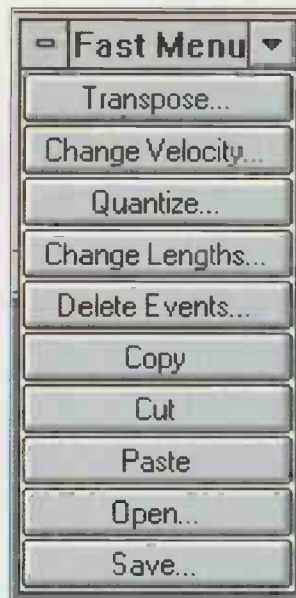 Fast Menu
Transpose...
Change Velocity...
Quantize...
Change Lengths...
Delete Events...
Copy
Cut
Paste
Open...
Save...